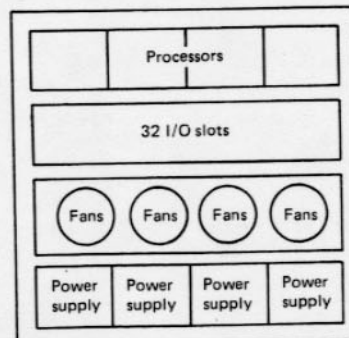 Processors
32 I/O slots
Fans Fans Fans Fans
Power Power Power Power
supply supply supply supply